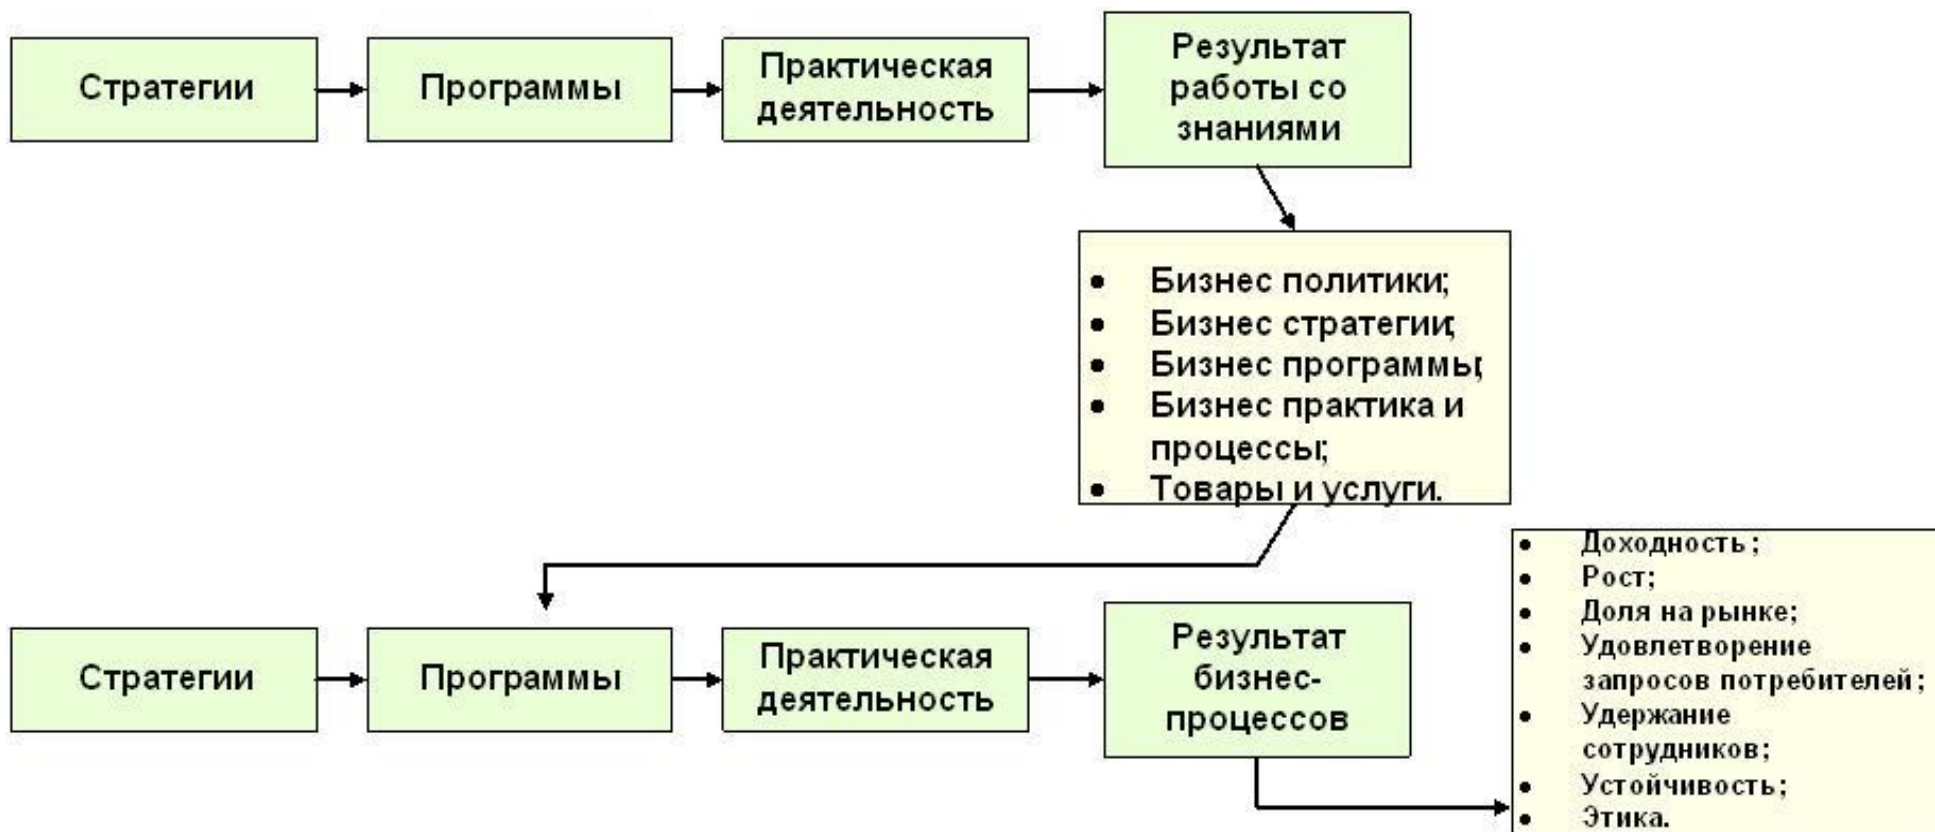 Стратегии
Программы
Практическая
деятельность
Результат
работы со
знаниями
• Бизнес политики;
• Бизнес стратегии;
• Бизнес программы;
• Бизнес практика и
процессы;
• Товары и услуги.
Стратегии
Программы
Практическая
деятельность
Результат
бизнес-
процессов
• Доходность;
• Рост;
• Доля на рынке;
• Удовлетворение
запросов потребителей;
• Удержание
сотрудников;
• Устойчивость;
• Этика.